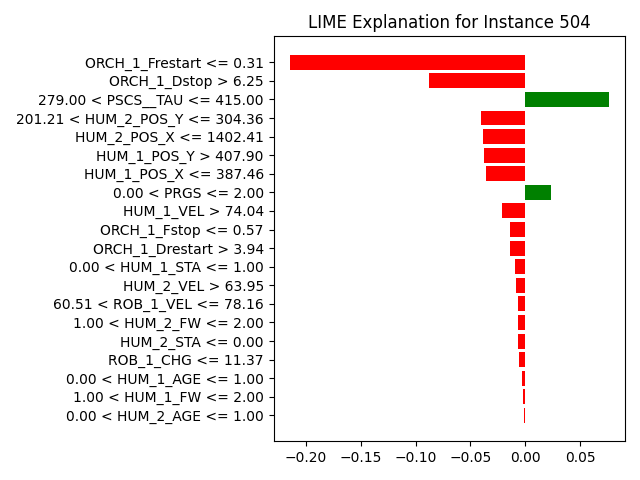 LIME Explanation for Instance 504
ORCH_1_Frestart <= 0.31
ORCH_1_Dstop > 6.25
279.00 < PSCS__TAU <= 415.00
201.21 < HUM_2_POS_Y <= 304.36
HUM_2_POS_X <= 1402.41
HUM_1_POS_Y > 407.90
HUM_1_POS_X <= 387.46
0.00 < PRGS <= 2.00
HUM_1_VEL > 74.04
ORCH_1_Fstop <= 0.57
ORCH_1_Drestart > 3.94
0.00 < HUM_1_STA <= 1.00
HUM_2_VEL > 63.95
60.51 < ROB_1_VEL <= 78.16
1.00 < HUM_2_FW <= 2.00
HUM_2_STA <= 0.00
ROB_1_CHG <= 11.37
0.00 < HUM_1_AGE <= 1.00
1.00 < HUM_1_FW <= 2.00
0.00 < HUM_2_AGE <= 1.00
−0.20 −0.15 −0.10 −0.05 0.00 0.05